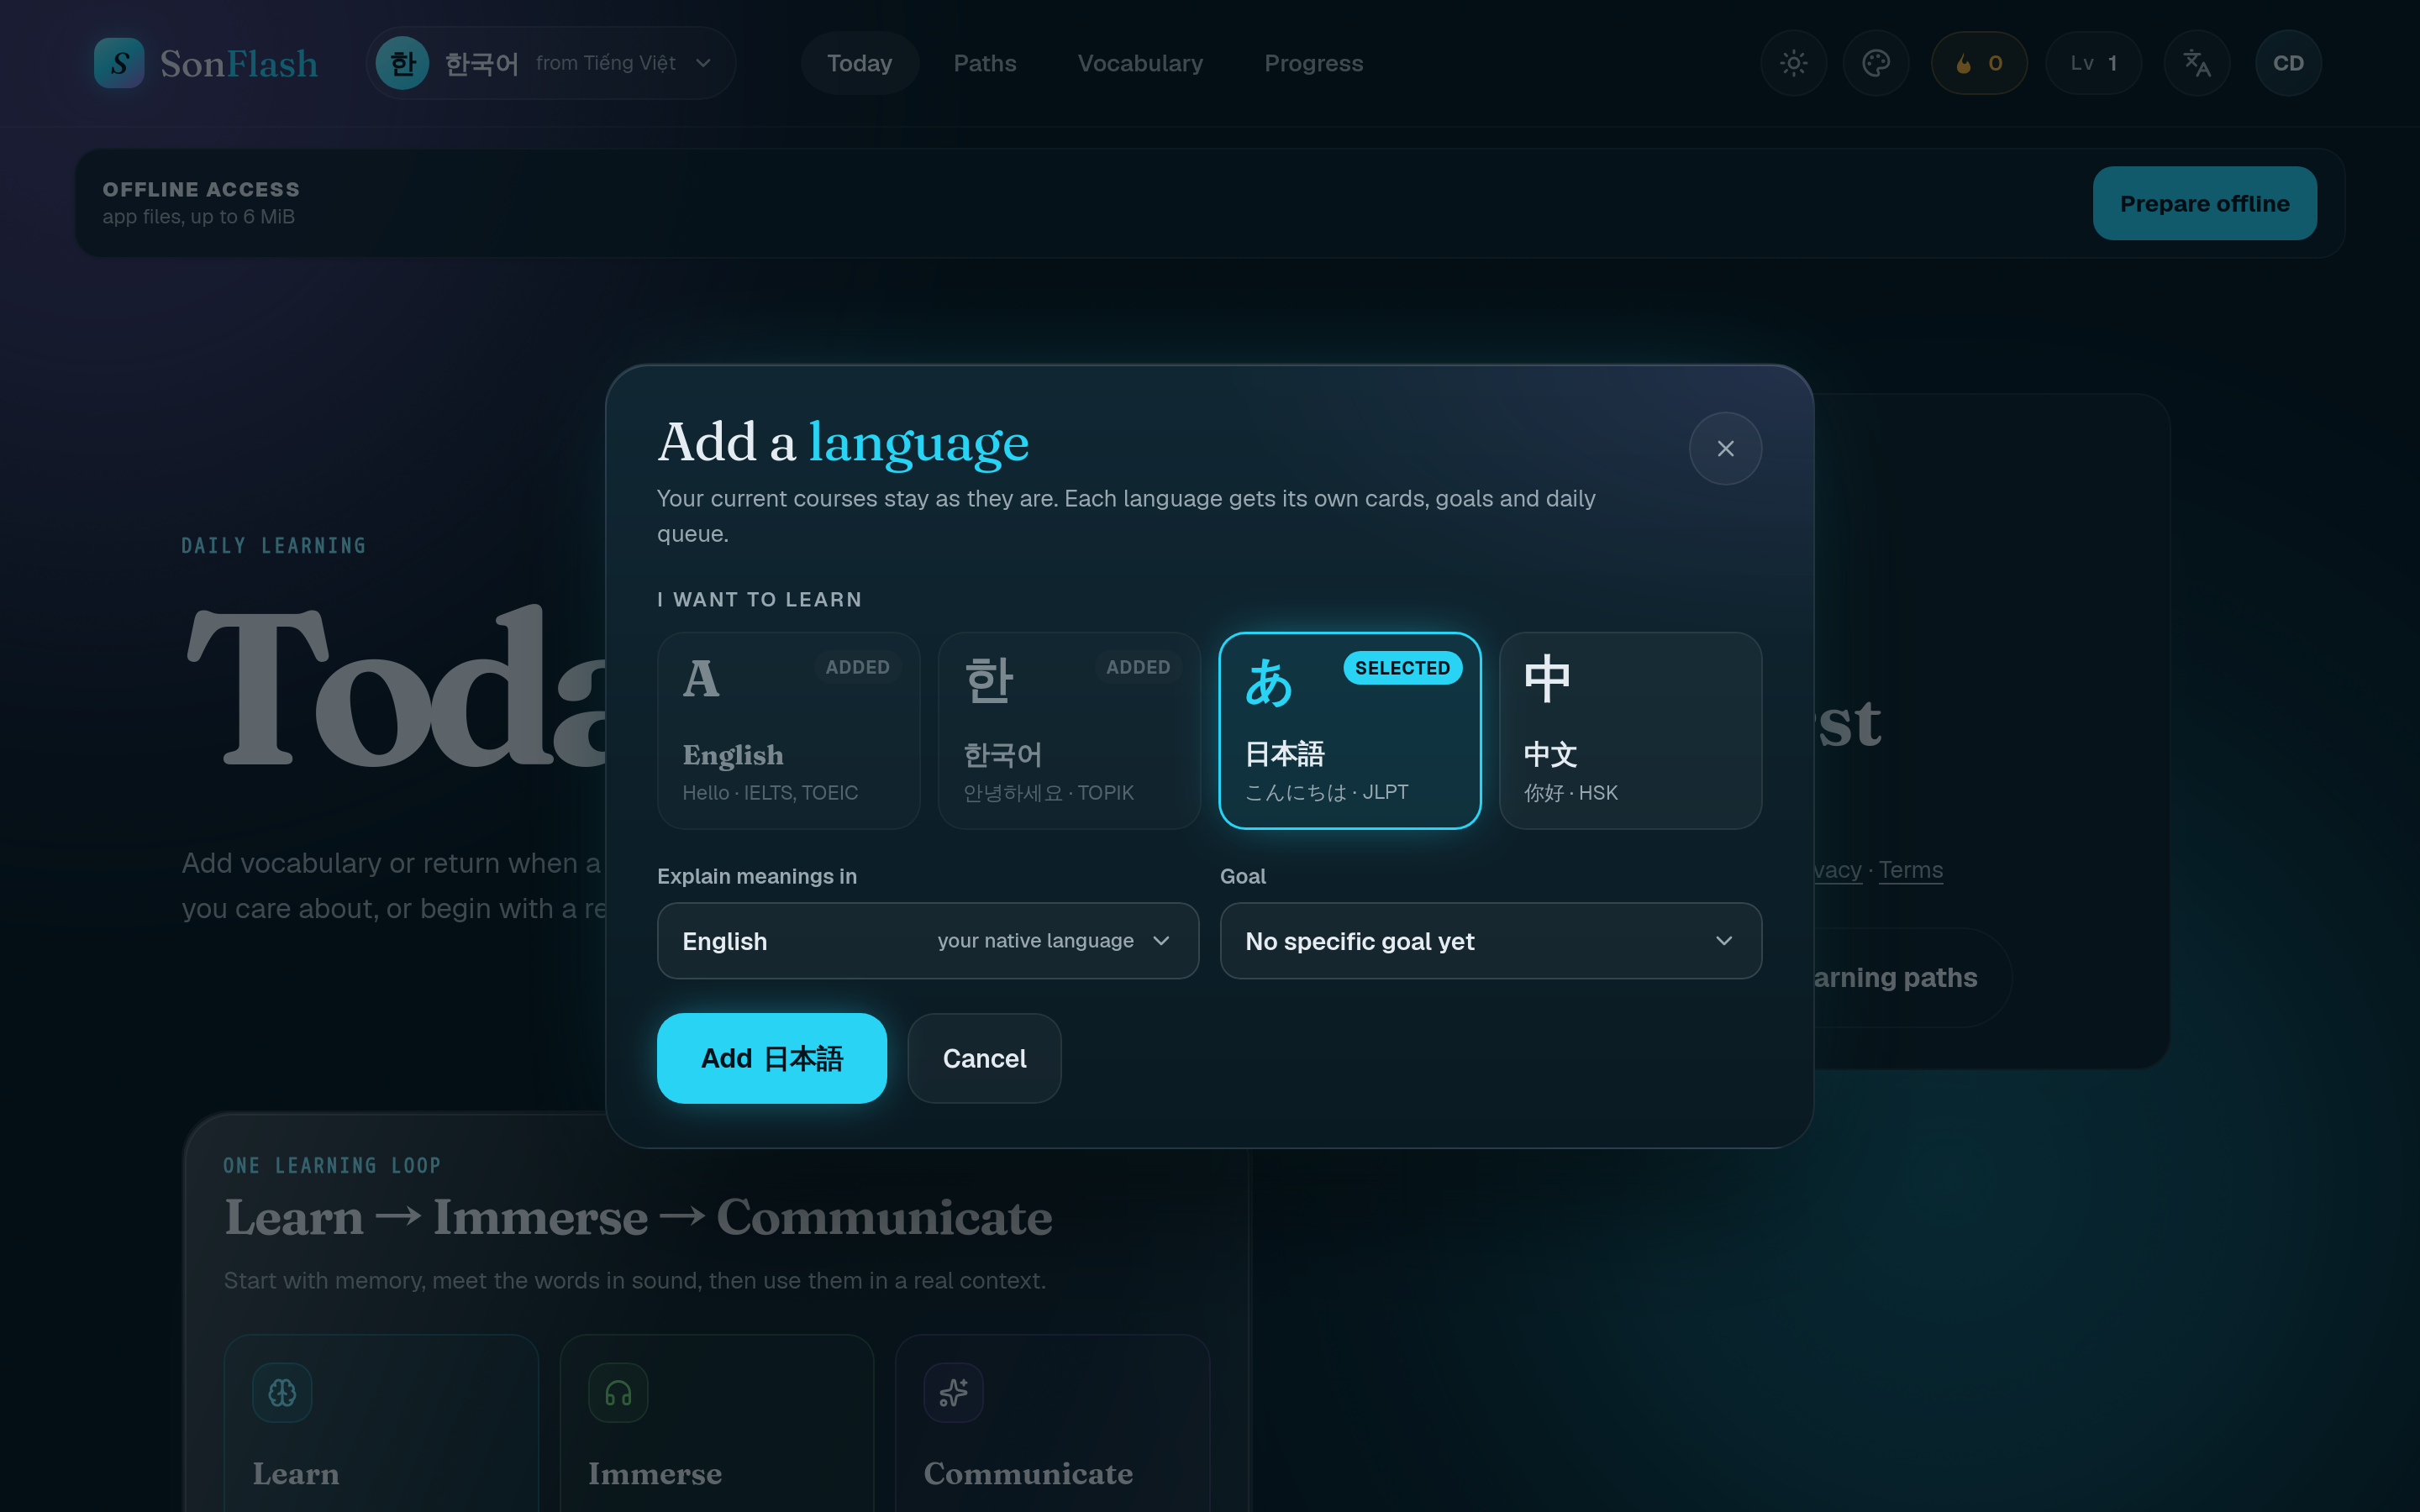 S SonFlash
한 한국어 from Tiếng Việt
Today Paths Vocabulary Progress
0
Lv 1
CD
OFFLINE ACCESS
app files, up to 6 MiB
Prepare offline
DAILY LEARNING
Add vocabulary or return when a
you care about, or begin with a
Terms
paths
Add a language
Your current courses stay as they are. Each language gets its own cards, goals and daily
queue.
I WANT TO LEARN
A ADDED
English
Hello · IELTS, TOEIC
한 ADDED
한국어
안녕하세요 · TOPIK
あ SELECTED
日本語
こんにちは · JLPT
中
中文
你好 · HSK
Explain meanings in
English your native language
Goal
No specific goal yet
Add 日本語
Cancel
ONE LEARNING LOOP
Learn → Immerse → Communicate
Start with memory, meet the words in sound, then use them in a real context.
Learn
Immerse
Communicate